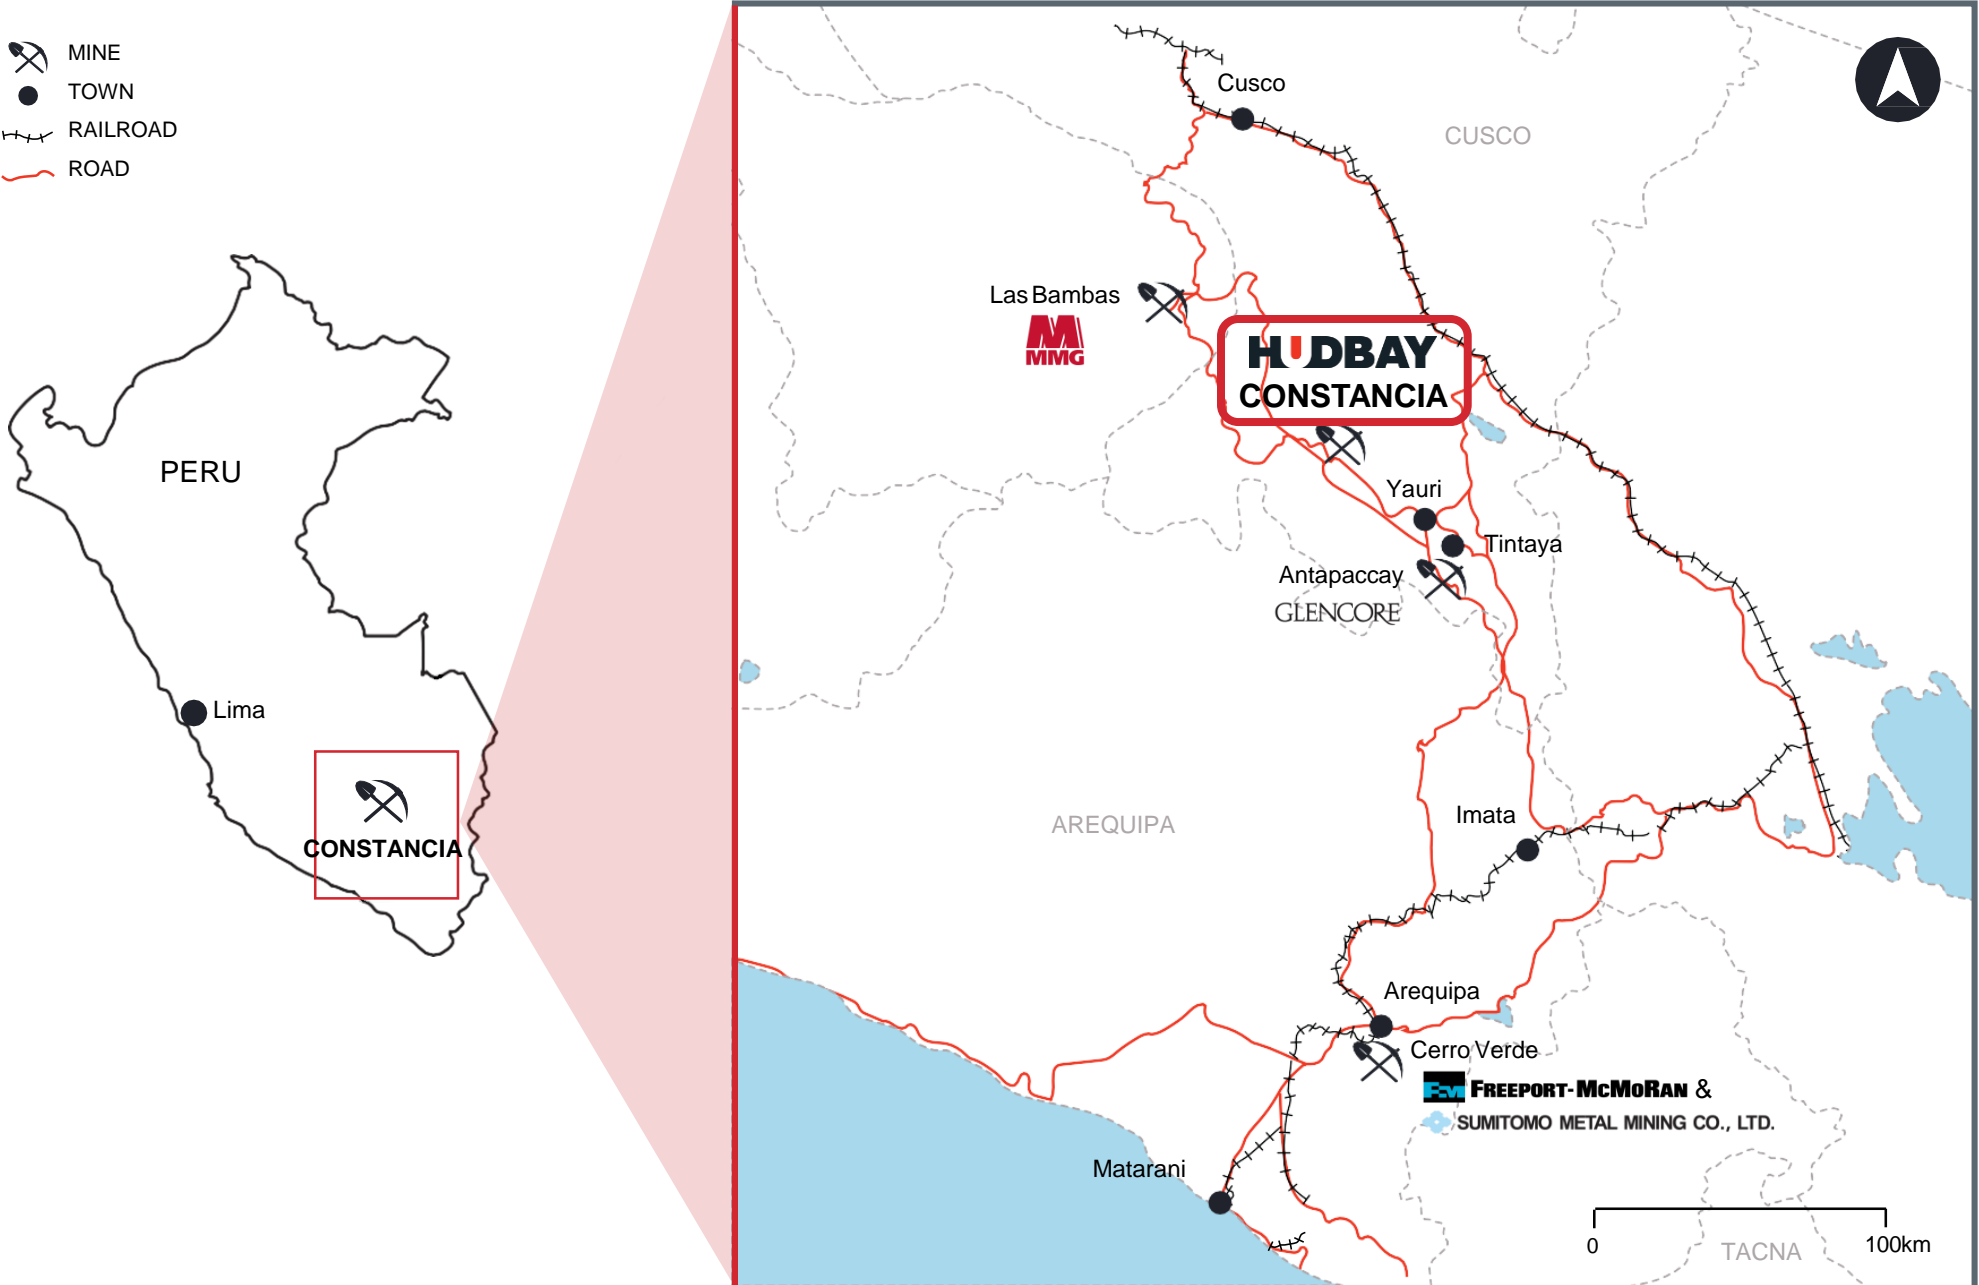 MINE
TOWN
RAILROAD
ROAD
PERU
Lima
CONSTANCIA
Cusco
CUSCO
Las Bambas
MMG
HUDBAY
CONSTANCIA
Yauri
Tintaya
Antapaccay
GLENCORE
Imata
AREQUIPA
Arequipa
Cerro Verde
FCX FREEPORT-MCMORAN &
SUMITOMO METAL MINING CO., LTD.
Matarani
0 100km
TACNA